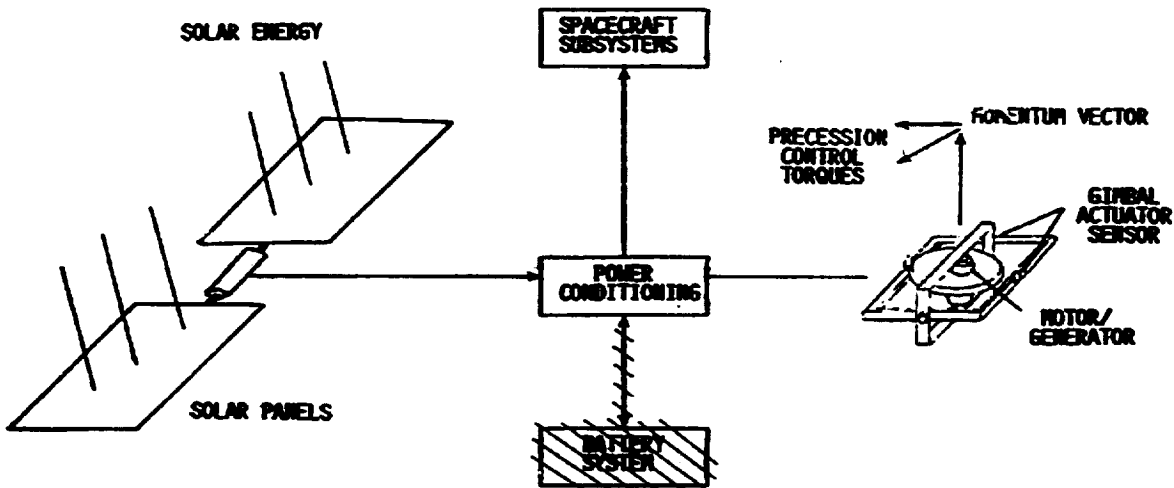 SOLAR ENERGY
SPACECRAFT
SUBSYSTEMS
MOMENTUM VECTOR
PRECESSION
CONTROL
TORQUES
GIMBAL
ACTUATOR
SENSOR
POWER
CONDITIONING
MOTOR/
GENERATOR
SOLAR PANELS
BATTERY
SYSTEM